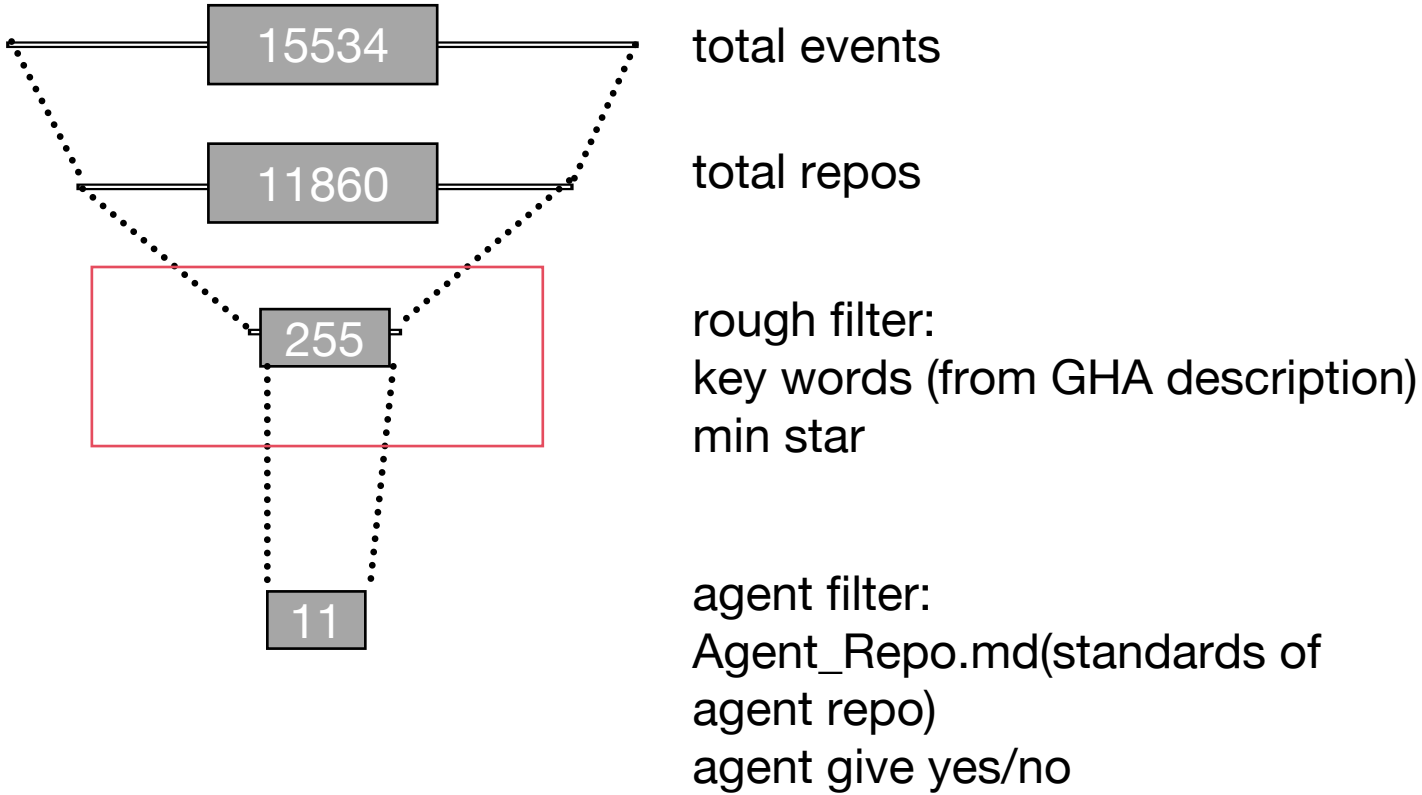 15534
total events
11860
total repos
255
rough filter:
key words (from GHA description)
min star
11
agent filter:
Agent_Repo.md(standards of
agent repo)
agent give yes/no